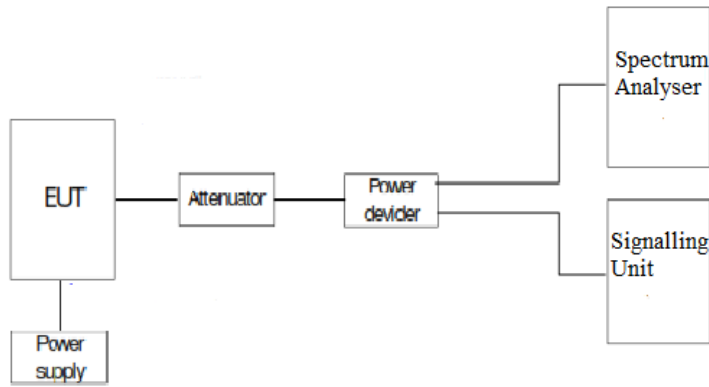 Spectrum
Analyser
EUT
Attenuator
Power
devider
Signalling
Unit
Power
supply